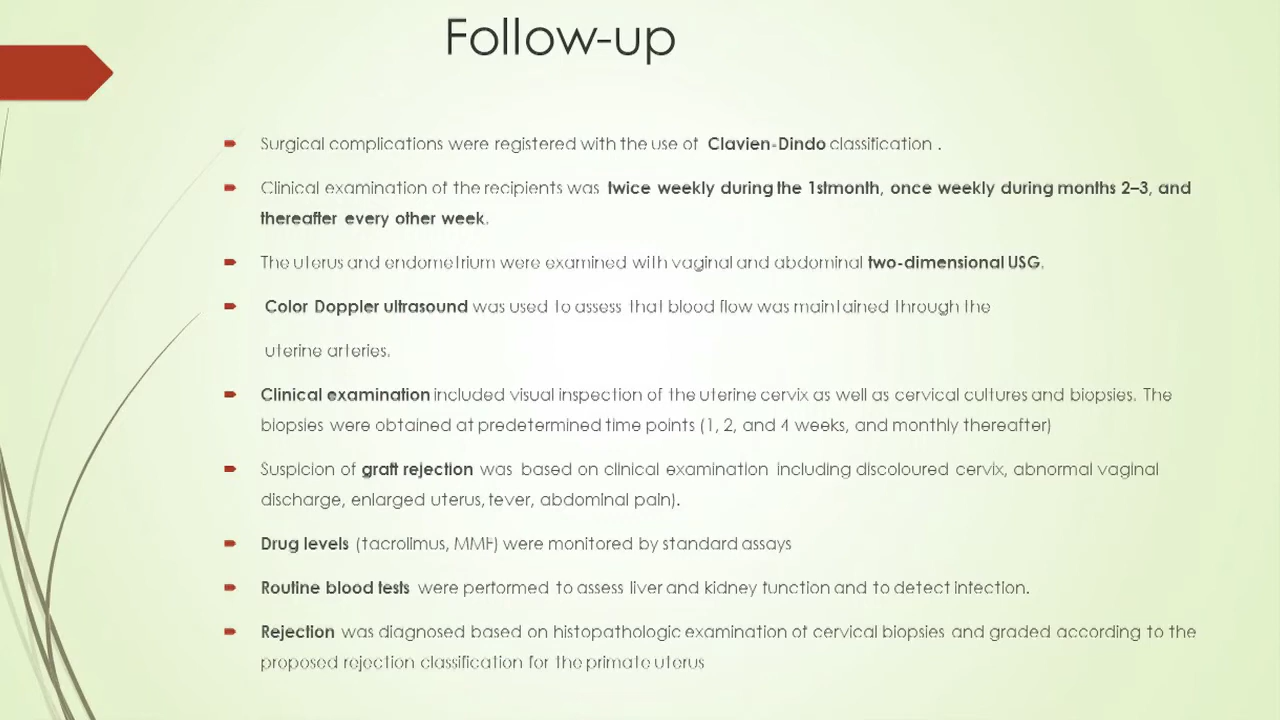 Follow-up
Surgical complications were registered with the use of Clavien-Dindo classification .
Clinical examination of the recipients was twice weekly during the 1stmonth, once weekly during months 2–3, and
thereafter every other week.
The uterus and endometrium were examined with vaginal and abdominal two-dimensional USG.
Color Doppler ultrasound was used to assess that blood flow was maintained through the
uterine arteries.
Clinical examination included visual inspection of the uterine cervix as well as cervical cultures and biopsies. The
biopsies were obtained at predetermined time points (1, 2, and 4 weeks, and monthly thereafter)
Suspicion of graft rejection was based on clinical examination including discoloured cervix, abnormal vaginal
discharge, enlarged uterus, fever, abdominal pain).
Drug levels (tacrolimus, MMF) were monitored by standard assays
Routine blood tests were performed to assess liver and kidney function and to detect infection.
Rejection was diagnosed based on histopathologic examination of cervical biopsies and graded according to the
proposed rejection classification for the primate uterus